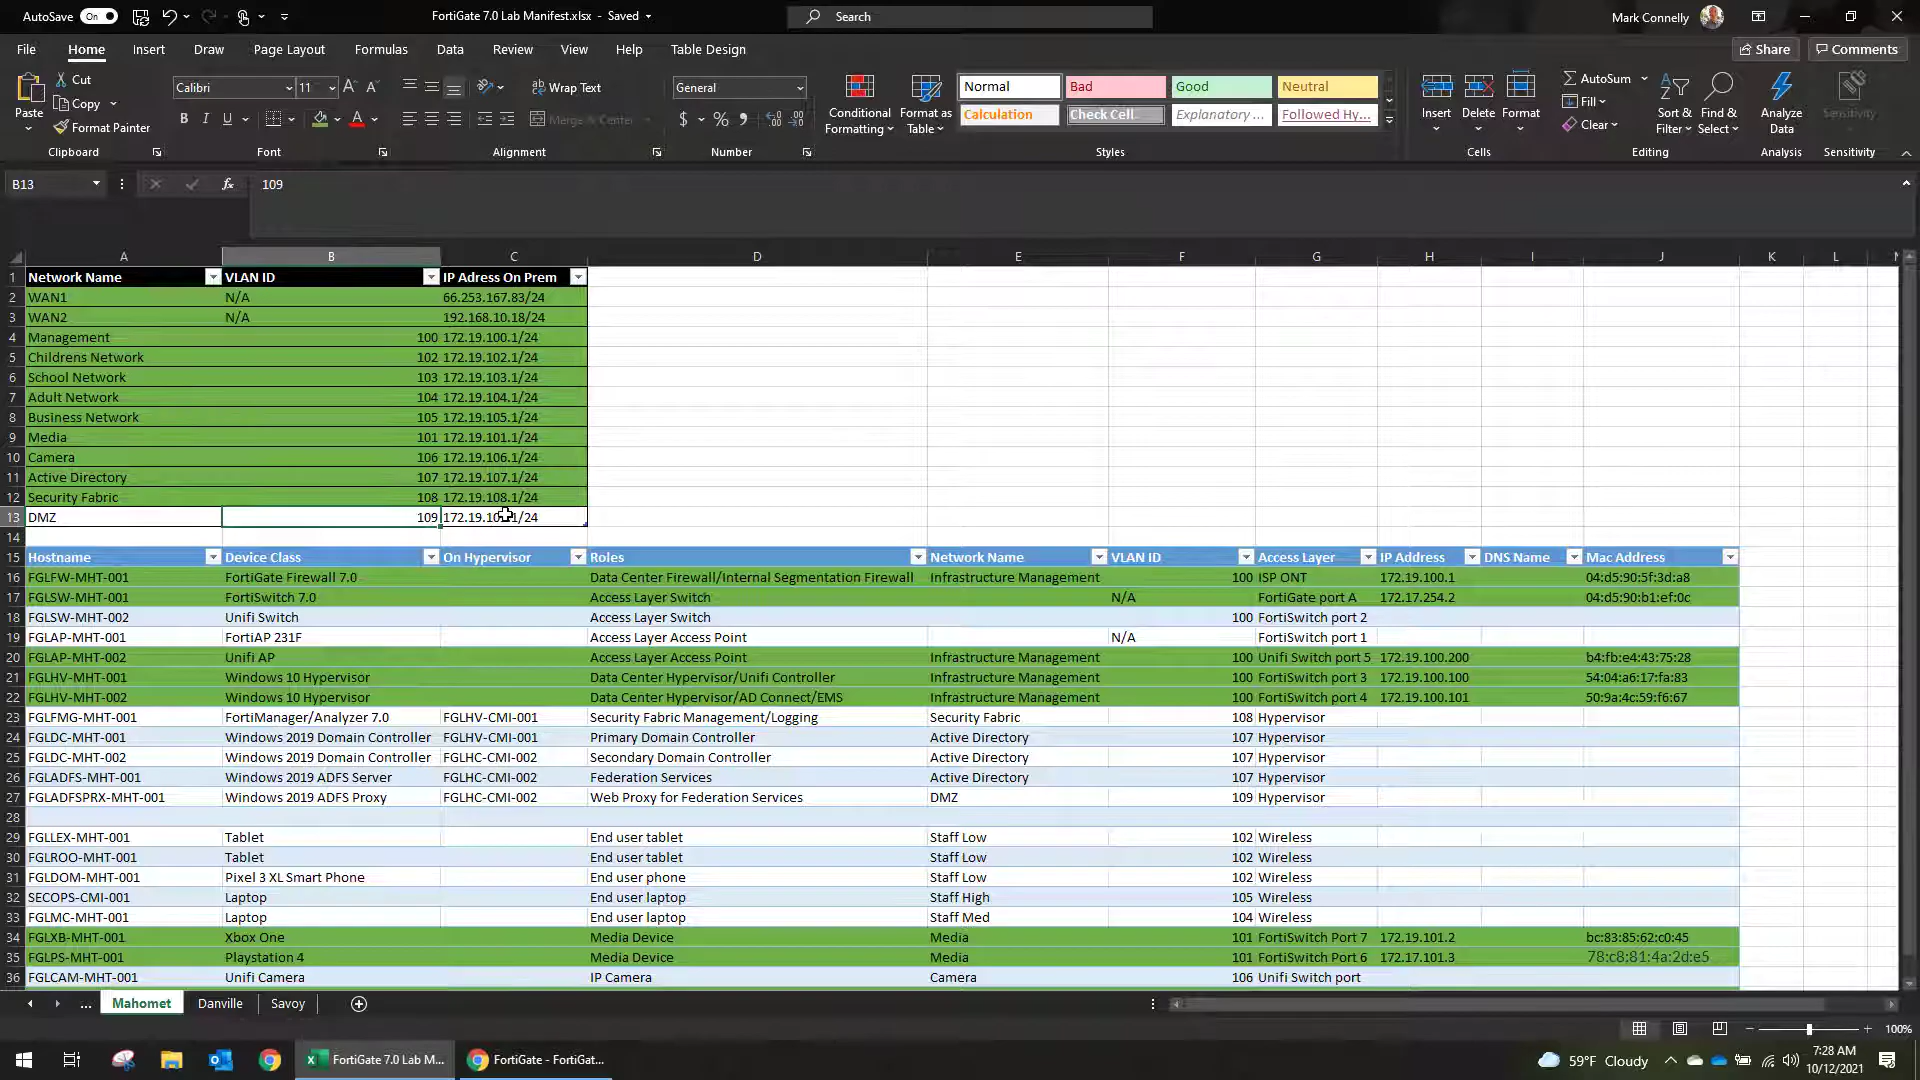 AutoSave On FortiGate 7.0 Lab Manifest.xlsx - Saved Search Mark Connelly
File Home Insert Draw Page Layout Formulas Data Review View Help Table Design Share Comments
Paste Cut Copy Format Painter
Calibri 11 Wrap Text Merge & Center General
Conditional Formatting Format as Table
Normal Bad Good Neutral
Calculation Check Cell Explanatory ... Followed Hy...
Insert Delete Format
AutoSum Fill Clear Sort & Filter Find & Select Analyze Data Sensitivity
Clipboard Font Alignment Number Styles Cells Editing Analysis Sensitivity
B13 fx 109
A B C D E F G H I J K L
1 Network Name VLAN ID IP Adress On Prem
2 WAN1 N/A 66.253.167.83/24
3 WAN2 N/A 192.168.10.18/24
4 Management 100 172.19.100.1/24
5 Childrens Network 102 172.19.102.1/24
6 School Network 103 172.19.103.1/24
7 Adult Network 104 172.19.104.1/24
8 Business Network 105 172.19.105.1/24
9 Media 101 172.19.101.1/24
10 Camera 106 172.19.106.1/24
11 Active Directory 107 172.19.107.1/24
12 Security Fabric 108 172.19.108.1/24
13 DMZ 109
14
15 Hostname Device Class On Hypervisor Roles Network Name VLAN ID Access Layer IP Address DNS Name Mac Address
16 FGLFW-MHT-001 FortiGate Firewall 7.0 Data Center Firewall/Internal Segmentation Firewall Infrastructure Management 100 ISP ONT 172.19.100.1 04:d5:90:5f:3d:a8
17 FGLSW-MHT-001 FortiSwitch 7.0 Access Layer Switch N/A FortiGate port A 172.17.254.2 04:d5:90:b1:ef:0c
18 FGLSW-MHT-002 Unifi Switch Access Layer Switch 100 FortiSwitch port 2
19 FGLAP-MHT-001 FortiAP 231F Access Layer Access Point N/A FortiSwitch port 1
20 FGLAP-MHT-002 Unifi AP Access Layer Access Point Infrastructure Management 100 Unifi Switch port 5 172.19.100.200 b4:fb:e4:43:75:28
21 FGLHV-MHT-001 Windows 10 Hypervisor Data Center Hypervisor/Unifi Controller Infrastructure Management 100 FortiSwitch port 3 172.19.100.100 54:04:a6:17:fa:83
22 FGLHV-MHT-002 Windows 10 Hypervisor Data Center Hypervisor/AD Connect/EMS Infrastructure Management 100 FortiSwitch port 4 172.19.100.101 50:9a:4c:59:f6:67
23 FGLFMG-MHT-001 FortiManager/Analyzer 7.0 FGLHV-CMI-001 Security Fabric Management/Logging Security Fabric 108 Hypervisor
24 FGLDC-MHT-001 Windows 2019 Domain Controller FGLHV-CMI-001 Primary Domain Controller Active Directory 107 Hypervisor
25 FGLDC-MHT-002 Windows 2019 Domain Controller FGLHC-CMI-002 Secondary Domain Controller Active Directory 107 Hypervisor
26 FGLADFS-MHT-001 Windows 2019 ADFS Server FGLHC-CMI-002 Federation Services Active Directory 107 Hypervisor
27 FGLADFSPRX-MHT-001 Windows 2019 ADFS Proxy FGLHC-CMI-002 Web Proxy for Federation Services DMZ 109 Hypervisor
28
29 FGLLEX-MHT-001 Tablet End user tablet Staff Low 102 Wireless
30 FGLROO-MHT-001 Tablet End user tablet Staff Low 102 Wireless
31 FGLDOM-MHT-001 Pixel 3 XL Smart Phone End user phone Staff Low 102 Wireless
32 SECOPS-CMI-001 Laptop End user laptop Staff High 105 Wireless
33 FGLMC-MHT-001 Laptop End user laptop Staff Med 104 Wireless
34 FGLXB-MHT-001 Xbox One Media Device Media 101 FortiSwitch Port 7 172.19.101.2 bc:83:85:62:c0:45
35 FGLPS-MHT-001 Playstation 4 Media Device Media 101 FortiSwitch Port 6 172.17.101.3 78:c8:81:4a:2d:e5
36 FGLCAM-MHT-001 Unifi Camera IP Camera Camera 106 Unifi Switch port
... Mahomet Danville Savoy
100%
FortiGate 7.0 Lab M... FortiGate - FortiGat... 59°F Cloudy 7:28 AM
10/12/2021